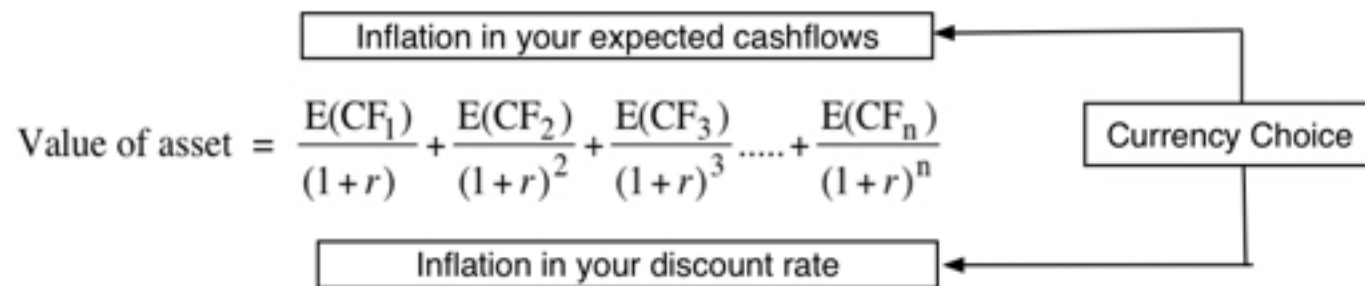 Inflation in your expected cashflows
Value of asset = E(CF₁)/(1+r) + E(CF₂)/(1+r)² + E(CF₃)/(1+r)³ ..... + E(CFₙ)/(1+r)ⁿ
Currency Choice
Inflation in your discount rate